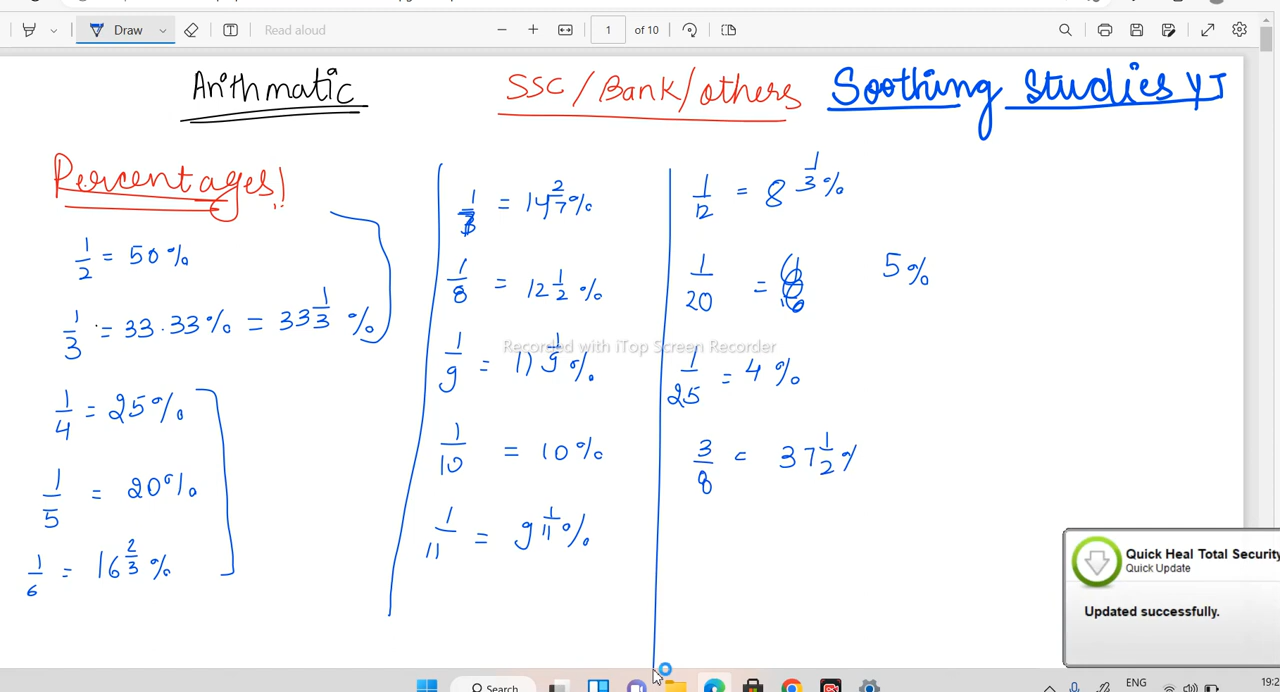 Draw
Read aloud
1 of 10
Arithmatic SSC/Bank/others Soothing Studies YJ
Percentages!
1/2 = 50%
1/3 = 33.33% = 33 1/3 %
1/4 = 25%
1/5 = 20%
1/6 = 16 2/3 %
= 14 2/7 %
1/8 = 12 1/2 %
1/9 = 11 1/9 %
1/10 = 10%
1/11 = 9 1/11 %
1/12 = 8 1/3 %
1/20 = 5%
1/25 = 4%
3/8 = 37 1/2 %
Recorded with iTop Screen Recorder
Quick Heal Total Security
Quick Update
Updated successfully.
Search
ENG
19:2